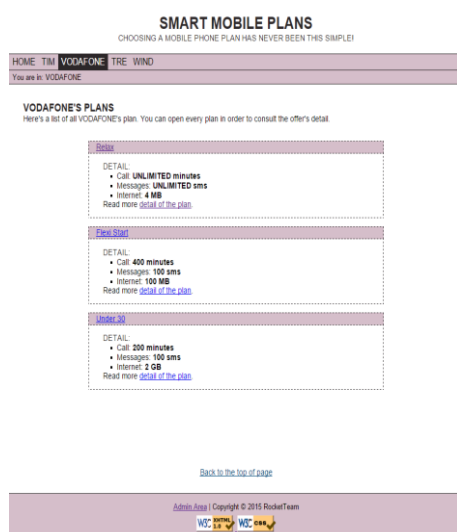 SMART MOBILE PLANS
CHOOSING A MOBILE PHONE PLAN HAS NEVER BEEN THIS SIMPLE!
HOME TIM VODAFONE TRE WIND
You are in: VODAFONE
VODAFONE'S PLANS
Here's a list of all VODAFONE's plan. You can open every plan in order to consult the offer's detail.
Relax
DETAIL:
Call: UNLIMITED minutes
Messages: UNLIMITED sms
Internet: 4 MB
Read more detail of the plan.
Flexi Start
DETAIL:
Call: 400 minutes
Messages: 100 sms
Internet: 100 MB
Read more detail of the plan.
Under 30
DETAIL:
Call: 200 minutes
Messages: 100 sms
Internet: 2 GB
Read more detail of the plan.
Back to the top of page
Admin Area | Copyright © 2015 RocketTeam
W3C XHTML 1.0 W3C CSS